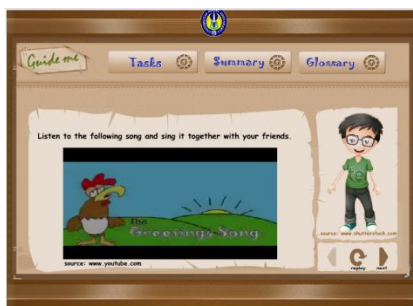 Guide me
Tasks
Summary
Glossary
Listen to the following song and sing it together with your friends.
The
Greetings Song
source: www.youtube.com
source: www.shutterstock.com
replay
next